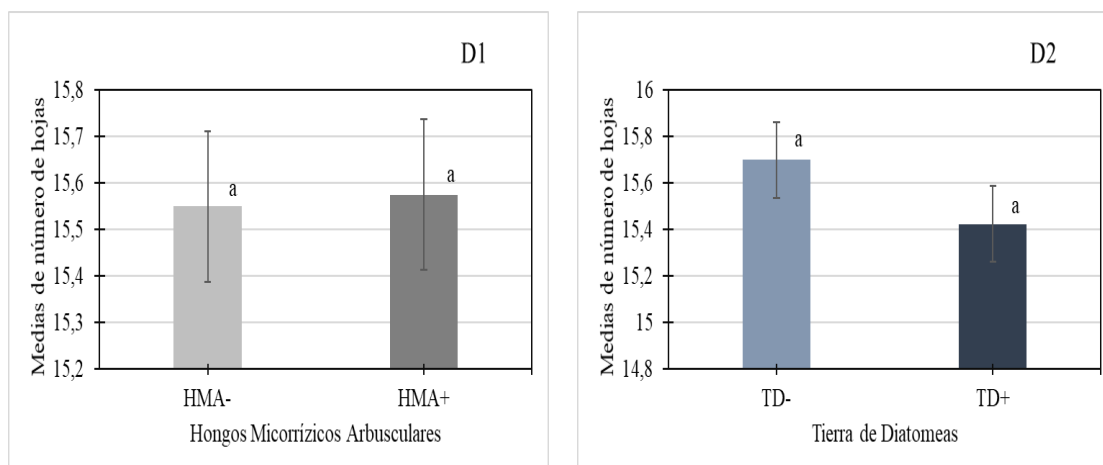 D1
Medias de número de hojas
15,8
15,7
15,6
15,5
15,4
15,3
15,2
a
a
HMA-
HMA+
Hongos Micorrízicos Arbusculares
D2
Medias de número de hojas
16
15,8
15,6
15,4
15,2
15
14,8
a
a
TD-
TD+
Tierra de Diatomeas